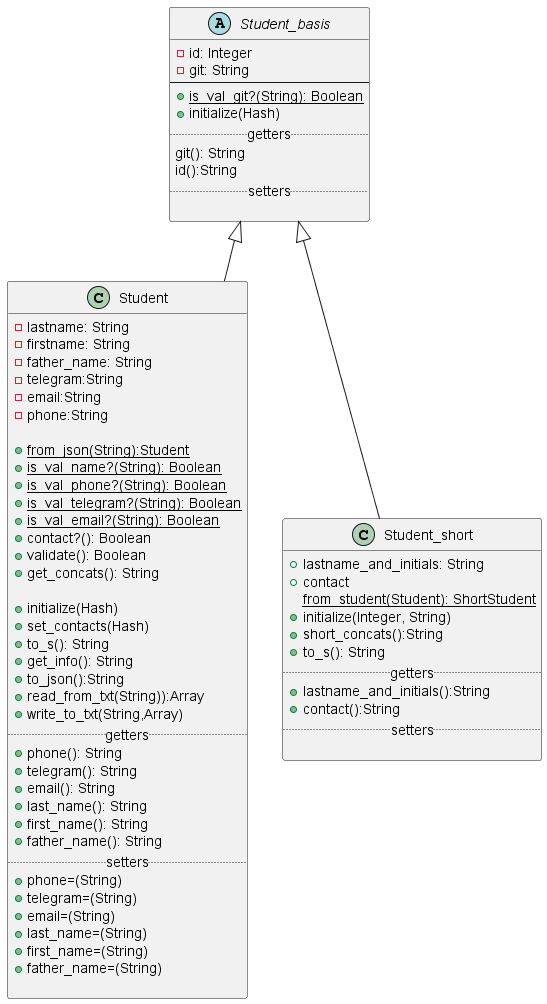 A Student_basis
id: Integer
git: String
is_val_git?(String): Boolean
initialize(Hash)
getters
git(): String
id():String
setters
C Student
lastname: String
firstname: String
father_name: String
telegram:String
email:String
phone:String
from_json(String):Student
is_val_name?(String): Boolean
is_val_phone?(String): Boolean
is_val_telegram?(String): Boolean
is_val_email?(String): Boolean
contact?(): Boolean
validate(): Boolean
get_concats(): String
initialize(Hash)
set_contacts(Hash)
to_s(): String
get_info(): String
to_json():String
read_from_txt(String)):Array
write_to_txt(String,Array)
getters
phone(): String
telegram(): String
email(): String
last_name(): String
first_name(): String
father_name(): String
setters
phone=(String)
telegram=(String)
email=(String)
last_name=(String)
first_name=(String)
father_name=(String)
C Student_short
lastname_and_initials: String
contact
from_student(Student): ShortStudent
initialize(Integer, String)
short_concats():String
to_s(): String
getters
lastname_and_initials():String
contact():String
setters